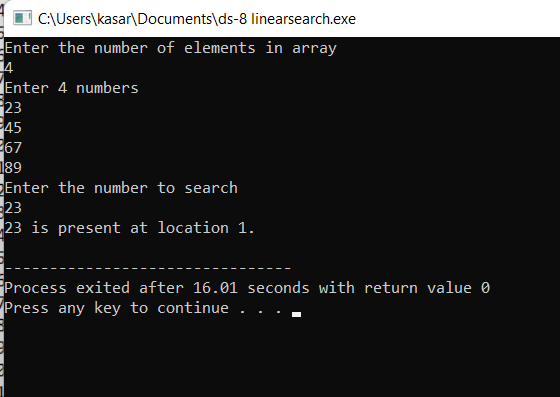 C:\Users\kasar\Documents\ds-8 linearsearch.exe
Enter the number of elements in array
4
Enter 4 numbers
23
45
67
89
Enter the number to search
23
23 is present at location 1.
--------------------------------
Process exited after 16.01 seconds with return value 0
Press any key to continue . . .